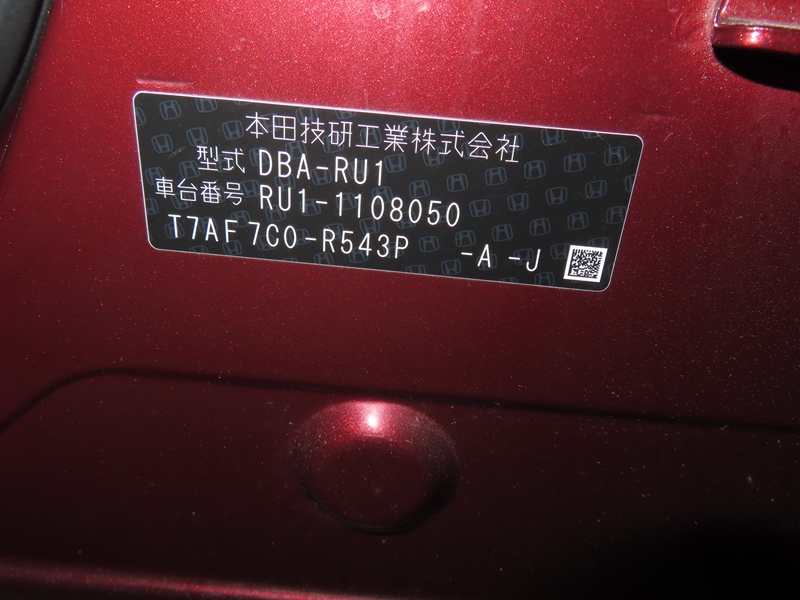 本田技研工業株式会社
型式 DBA-RU1
車台番号 RU1-1108050
T7AF7C0-R543P -A-J